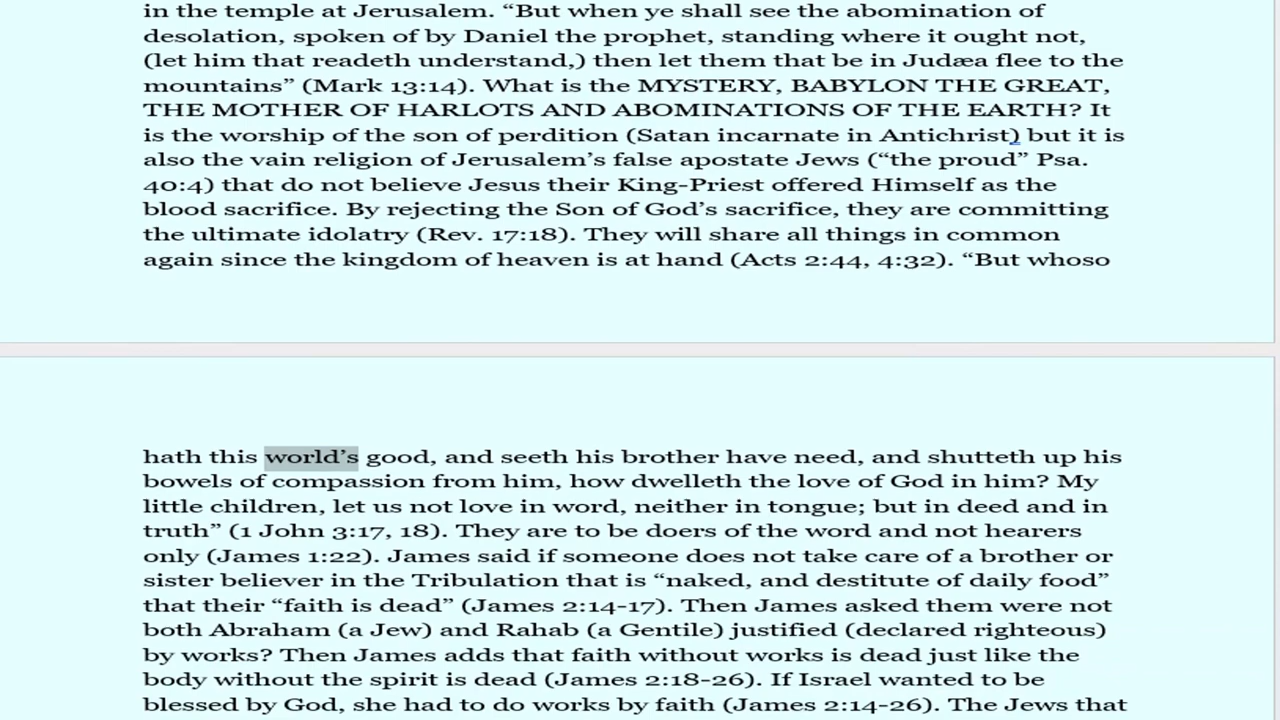 in the temple at Jerusalem. “But when ye shall see the abomination of
desolation, spoken of by Daniel the prophet, standing where it ought not,
(let him that readeth understand,) then let them that be in Judæa flee to the
mountains” (Mark 13:14). What is the MYSTERY, BABYLON THE GREAT,
THE MOTHER OF HARLOTS AND ABOMINATIONS OF THE EARTH? It
is the worship of the son of perdition (Satan incarnate in Antichrist) but it is
also the vain religion of Jerusalem’s false apostate Jews (“the proud” Psa.
40:4) that do not believe Jesus their King-Priest offered Himself as the
blood sacrifice. By rejecting the Son of God’s sacrifice, they are committing
the ultimate idolatry (Rev. 17:18). They will share all things in common
again since the kingdom of heaven is at hand (Acts 2:44, 4:32). “But whoso
hath this world’s good, and seeth his brother have need, and shutteth up his
bowels of compassion from him, how dwelleth the love of God in him? My
little children, let us not love in word, neither in tongue; but in deed and in
truth” (1 John 3:17, 18). They are to be doers of the word and not hearers
only (James 1:22). James said if someone does not take care of a brother or
sister believer in the Tribulation that is “naked, and destitute of daily food”
that their “faith is dead” (James 2:14-17). Then James asked them were not
both Abraham (a Jew) and Rahab (a Gentile) justified (declared righteous)
by works? Then James adds that faith without works is dead just like the
body without the spirit is dead (James 2:18-26). If Israel wanted to be
blessed by God, she had to do works by faith (James 2:14-26). The Jews that